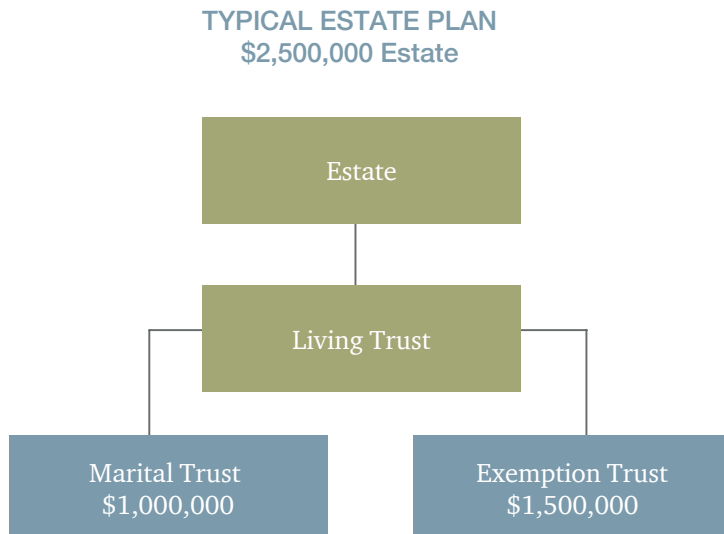 TYPICAL ESTATE PLAN
$2,500,000 Estate
Estate
Living Trust
Marital Trust
$1,000,000
Exemption Trust
$1,500,000